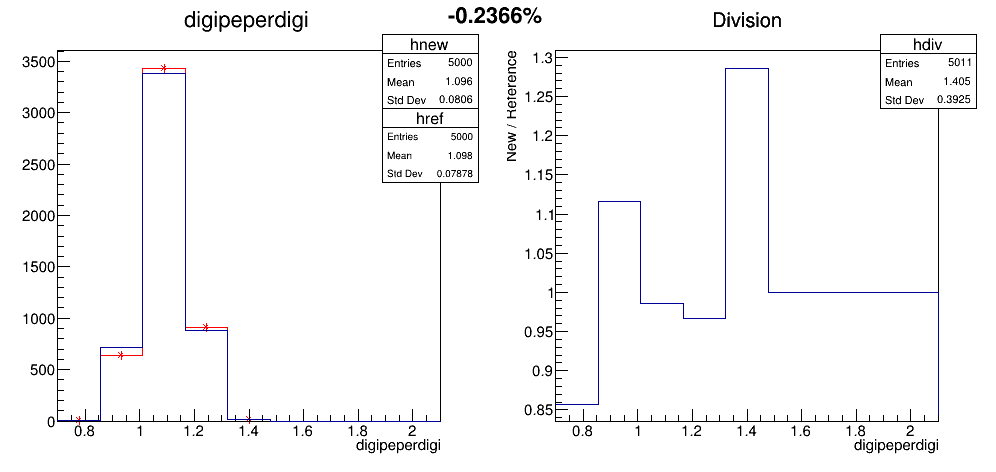 digipeperdigi
-0.2366%
Division
hnew
Entries 5000
Mean 1.096
Std Dev 0.0806
href
Entries 5000
Mean 1.098
Std Dev 0.07878
3500
3000
2500
2000
1500
1000
500
0
0.8 1 1.2 1.4 1.6 1.8 2
digipeperdigi
hdiv
Entries 5011
Mean 1.405
Std Dev 0.3925
New / Reference
1.3
1.25
1.2
1.15
1.1
1.05
1
0.95
0.9
0.85
0.8 1 1.2 1.4 1.6 1.8 2
digipeperdigi